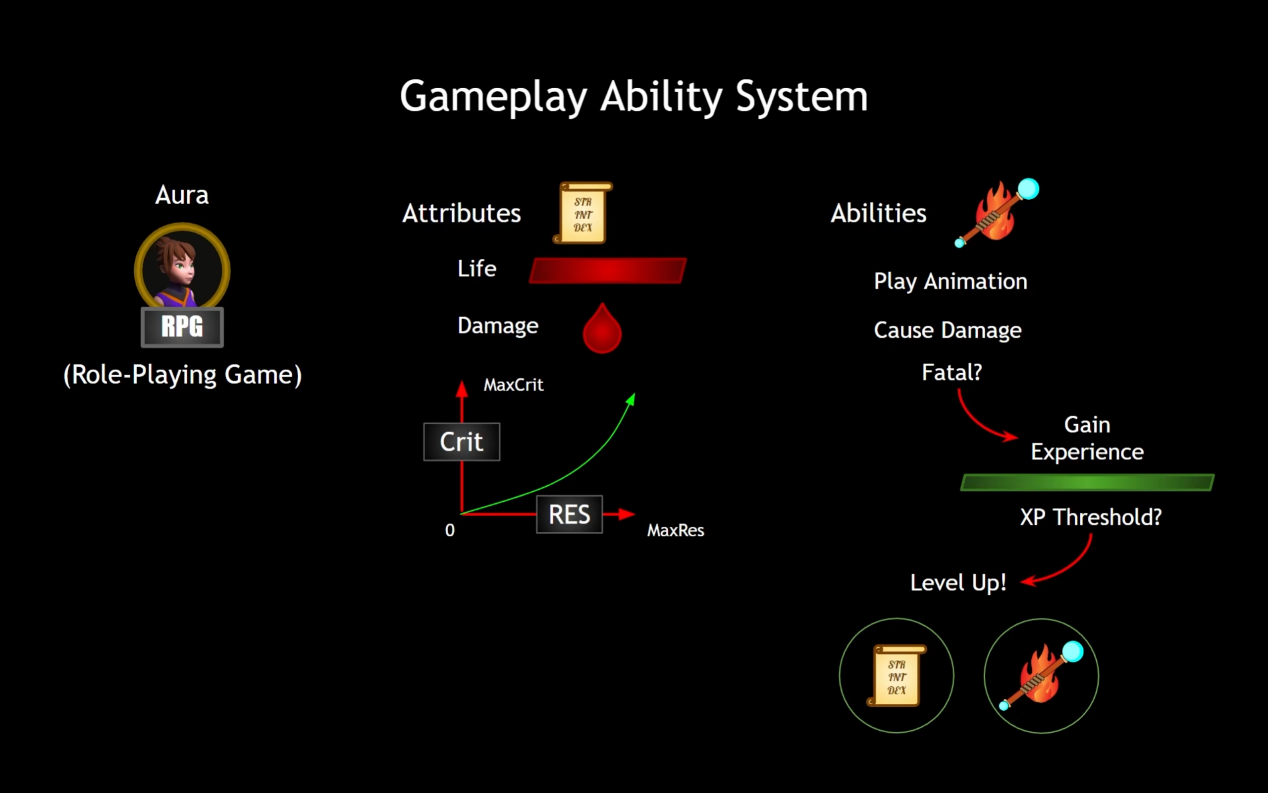 Gameplay Ability System
Aura
RPG
(Role-Playing Game)
Attributes
STR
INT
DEX
Life
Damage
MaxCrit
Crit
0
RES
MaxRes
Abilities
Play Animation
Cause Damage
Fatal?
Gain
Experience
XP Threshold?
Level Up!
STR
INT
DEX